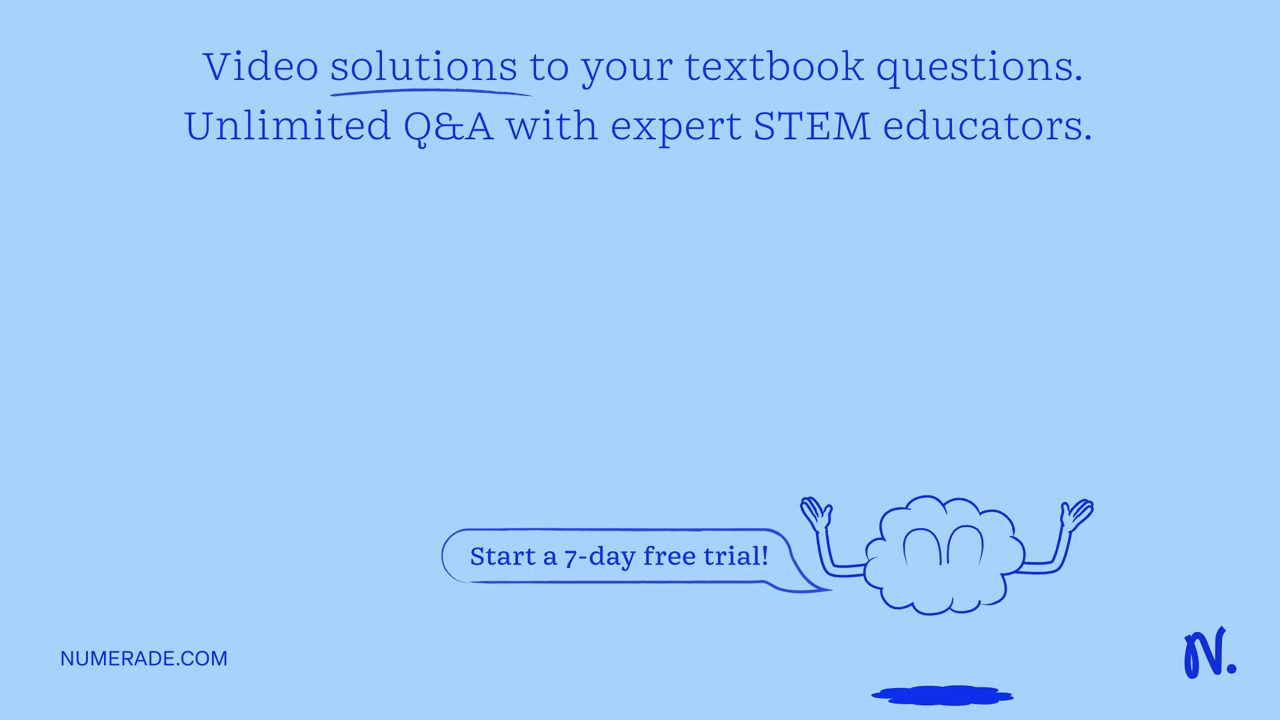 Video solutions to your textbook questions.
Unlimited Q&A with expert STEM educators.
Start a 7-day free trial!
NUMERADE.COM
N.